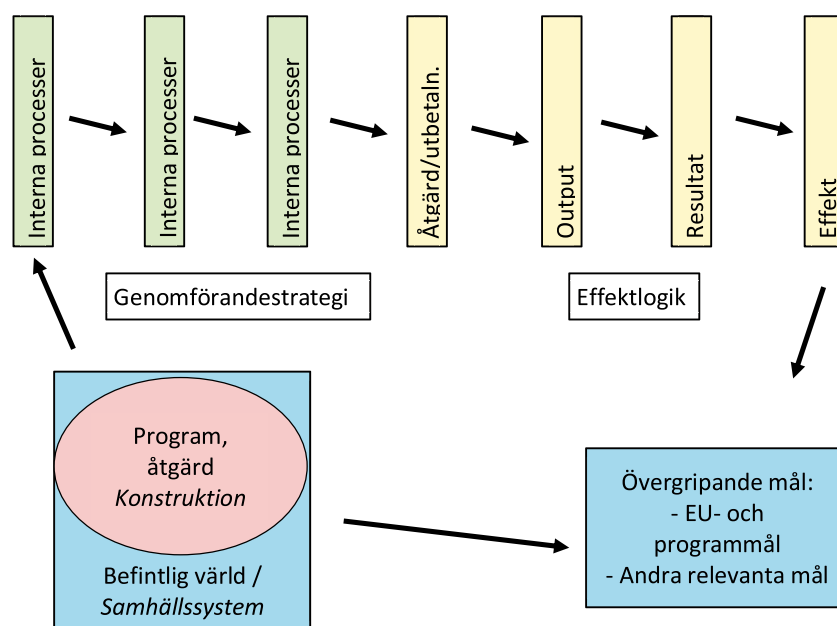 Interna processer
Interna processer
Interna processer
Åtgärd/utbetaln.
Output
Resultat
Effekt
Genomförandestrategi
Effektlogik
Program,
åtgärd
Konstruktion
Befintlig värld /
Samhällssystem
Övergripande mål:
- EU- och
programmål
- Andra relevanta mål